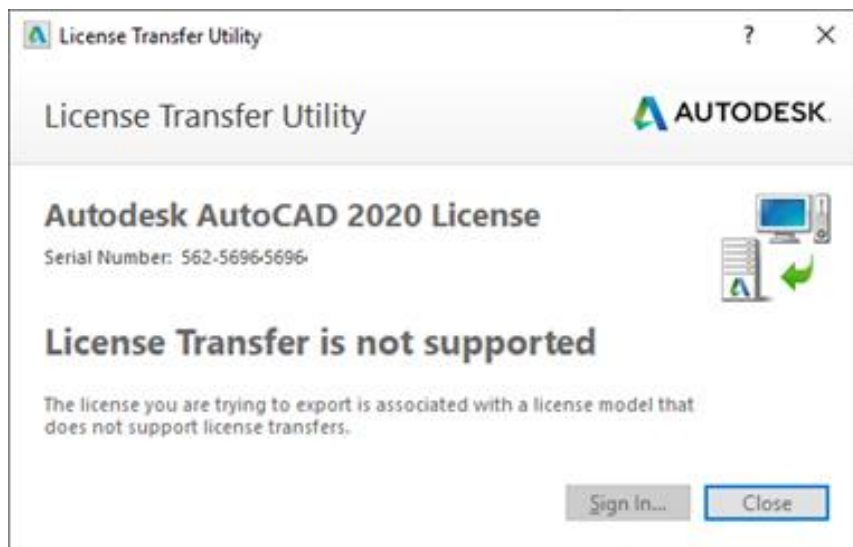 License Transfer Utility
?
License Transfer Utility
AUTODESK
Autodesk AutoCAD 2020 License
Serial Number: 562-5696-5696
License Transfer is not supported
The license you are trying to export is associated with a license model that
does not support license transfers.
Sign In...
Close